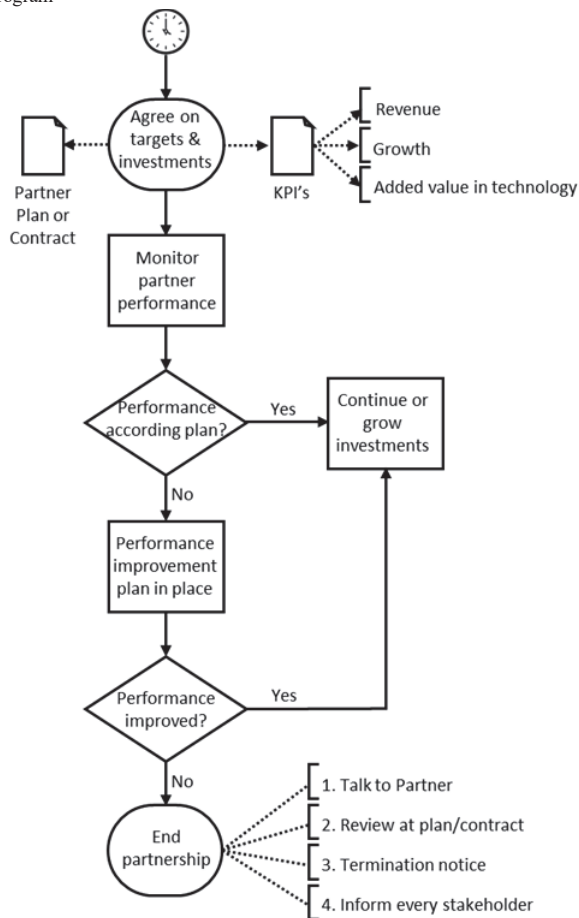 rogram
Agree on
targets &
investments
Partner
Plan or
Contract
KPI's
Revenue
Growth
Added value in technology
Monitor
partner
performance
Performance
according plan?
Yes
Continue or
grow
investments
No
Performance
improvement
plan in place
Performance
improved?
Yes
No
End
partnership
1. Talk to Partner
2. Review at plan/contract
3. Termination notice
4. Inform every stakeholder